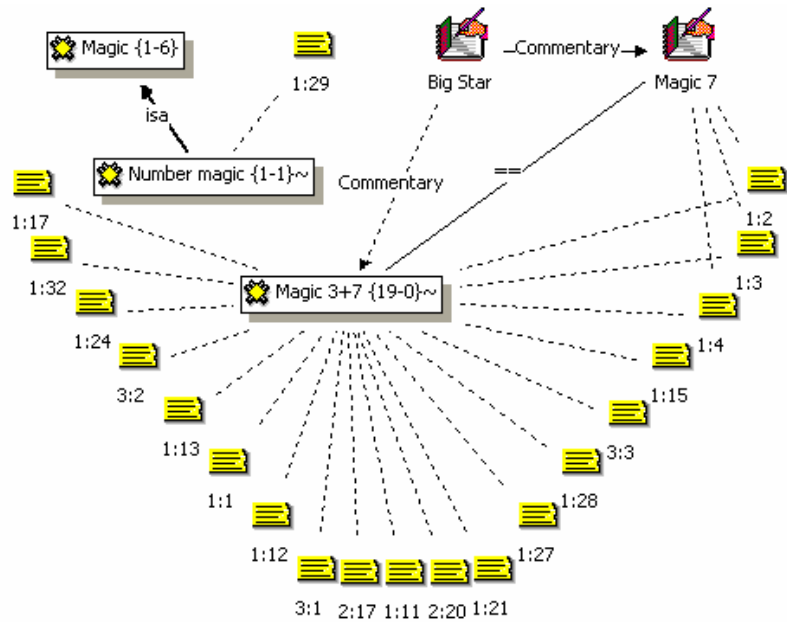 Magic {1-6}
1:29
Commentary
Big Star
Magic 7
isa
Number magic {1-1}~
Commentary
==
1:17
1:2
1:32
1:3
Magic 3+7 {19-0}~
1:24
1:4
3:2
1:15
1:13
3:3
1:1
1:28
1:12
1:27
3:1
2:17
1:11
2:20
1:21